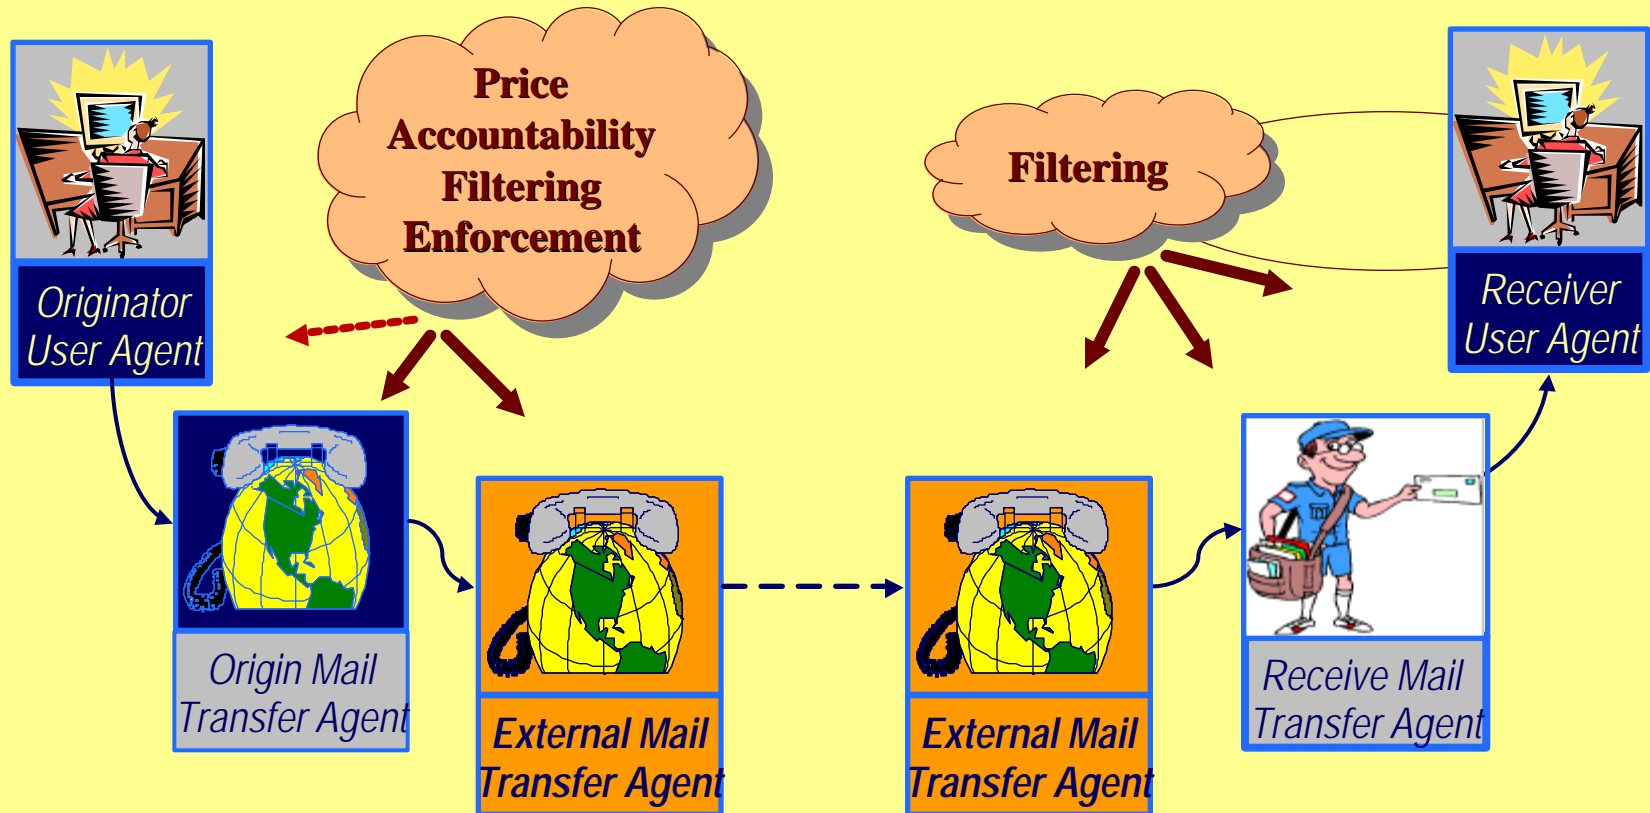 Price
Accountability
Filtering
Enforcement
Filtering
Originator
User Agent
Receiver
User Agent
Origin Mail
Transfer Agent
External Mail
Transfer Agent
External Mail
Transfer Agent
Receive Mail
Transfer Agent